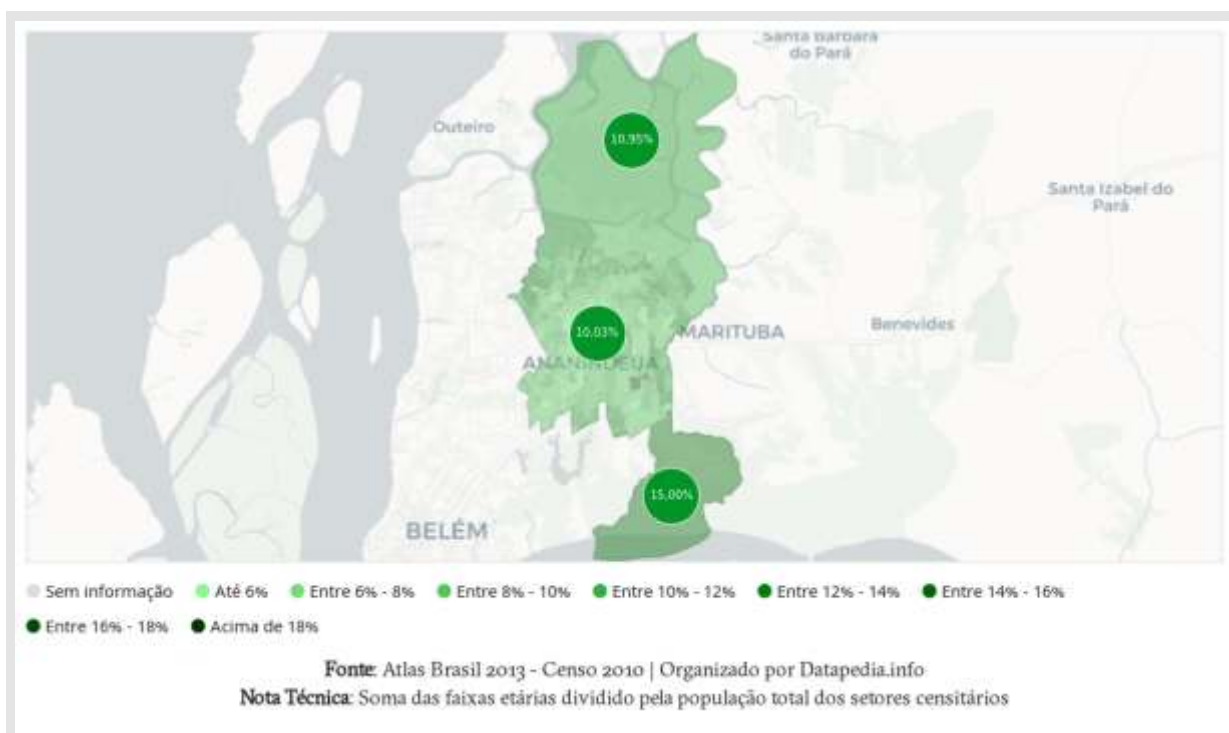 Santa Bárbara
do Pará
Outeiro
10,95%
Santa Izabel do
Pará
10,03%
MARITUBA
Benevides
ANANINDEUA
15,00%
BELÉM
Sem informação Até 6% Entre 6% - 8% Entre 8% - 10% Entre 10% - 12% Entre 12% - 14% Entre 14% - 16%
Entre 16% - 18% Acima de 18%
Fonte: Atlas Brasil 2013 - Censo 2010 | Organizado por Datapedia.info
Nota Técnica: Soma das faixas etárias dividido pela população total dos setores censitários